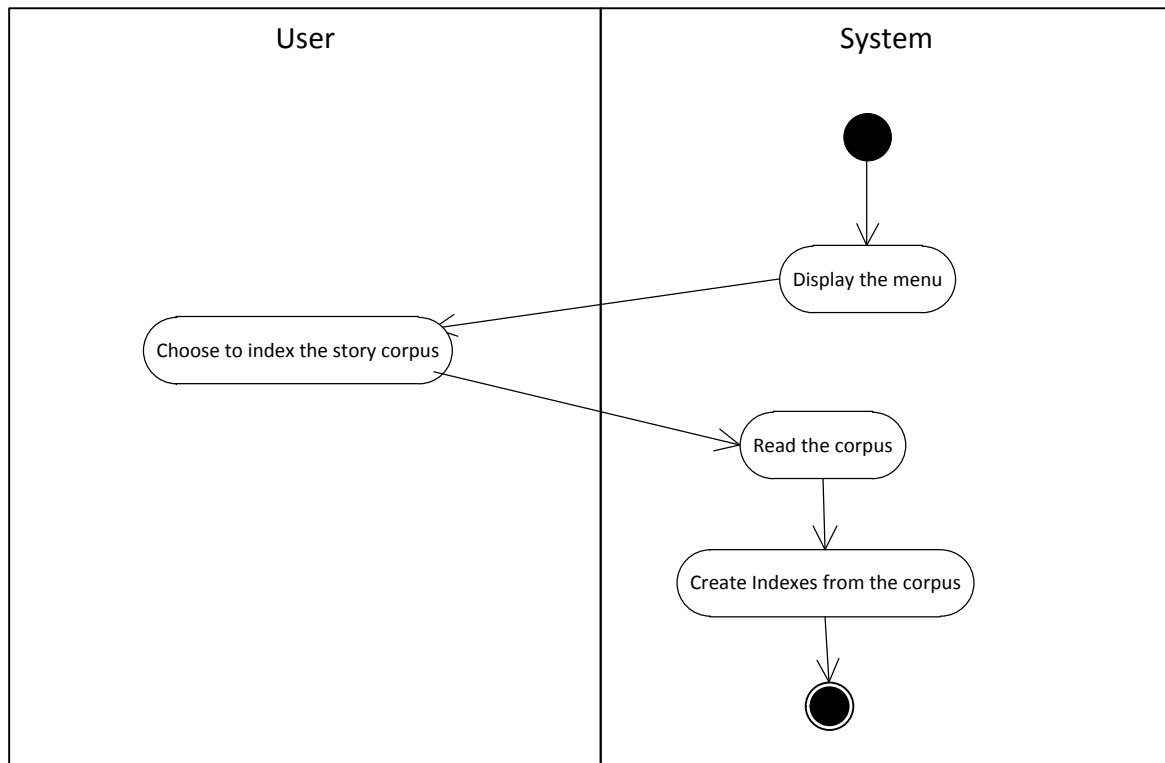 User
System
Display the menu
Choose to index the story corpus
Read the corpus
Create Indexes from the corpus